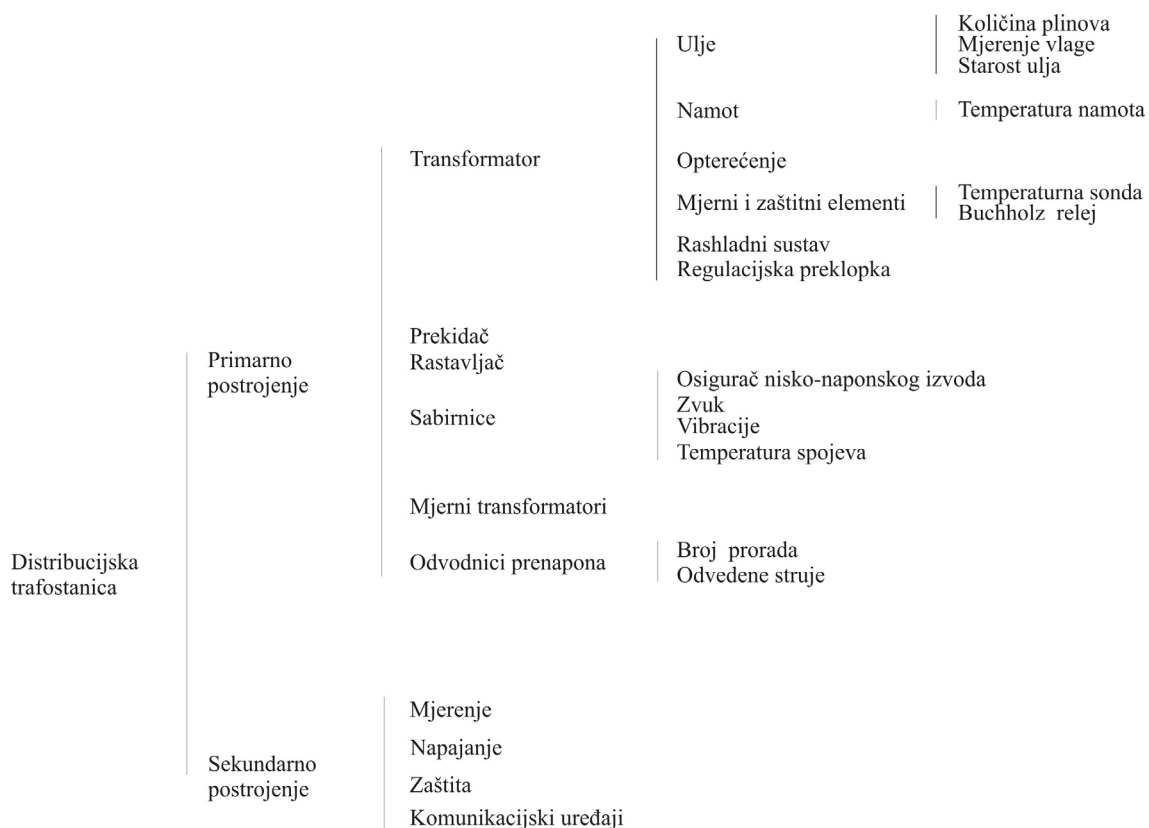 Distribucijska
trafostanica
Primarno
postrojenje
Transformator
Ulje
Količina plinova
Mjerenje vlage
Starost ulja
Namot
Temperatura namota
Opterećenje
Mjerni i zaštitni elementi
Temperaturna sonda
Buchholz relej
Rashladni sustav
Regulacijska preklopka
Prekidač
Rastavljač
Sabirnice
Osigurač nisko-naponskog izvoda
Zvuk
Vibracije
Temperatura spojeva
Mjerni transformatori
Odvodnici prenapona
Broj prorada
Odvedene struje
Sekundarno
postrojenje
Mjerenje
Napajanje
Zaštita
Komunikacijski uređaji